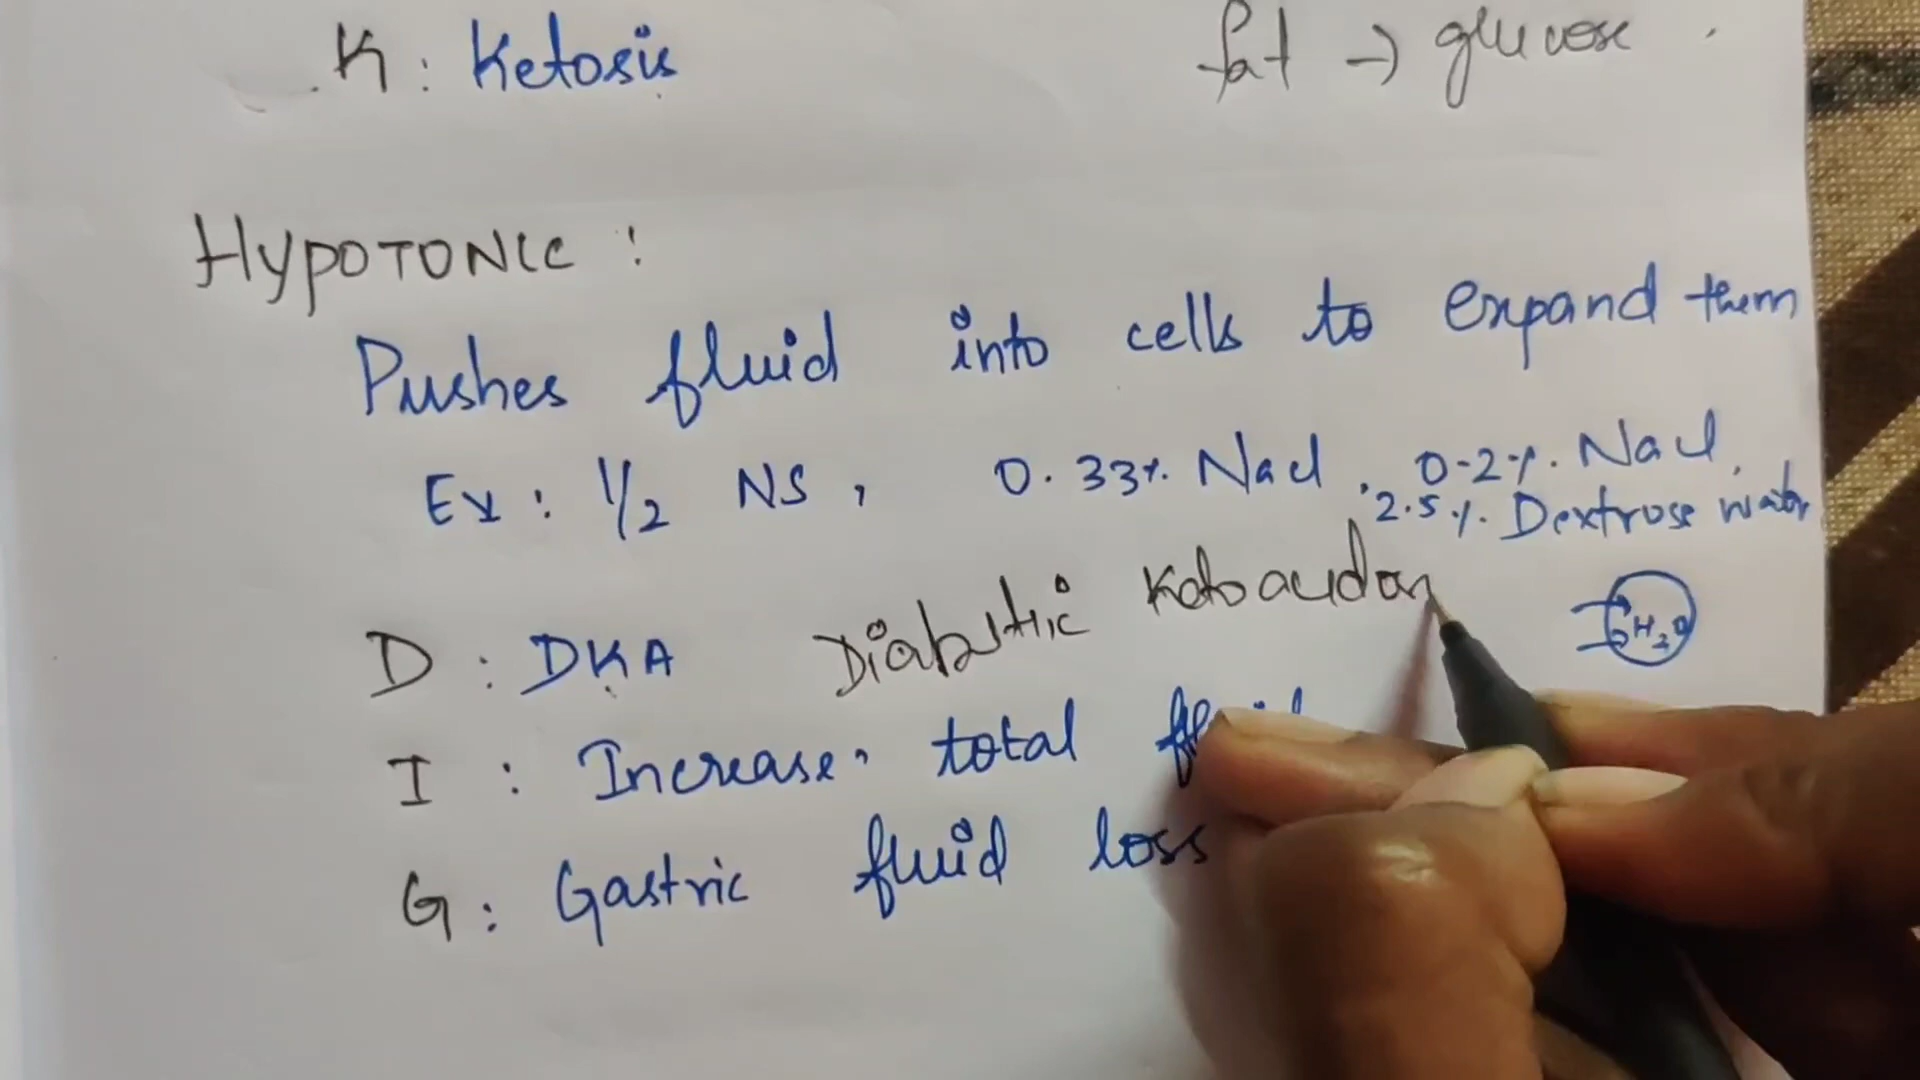 K: Ketosis
fat → glucose
HYPOTONIC:
Pushes fluid into cells to expand them
Ex: 1/2 NS, 0.33% Nacl, 0.2% Nacl,
2.5% Dextrose water
D: DKA Diabetic
H2O
I: Increase total
G: Gastric fluid loss